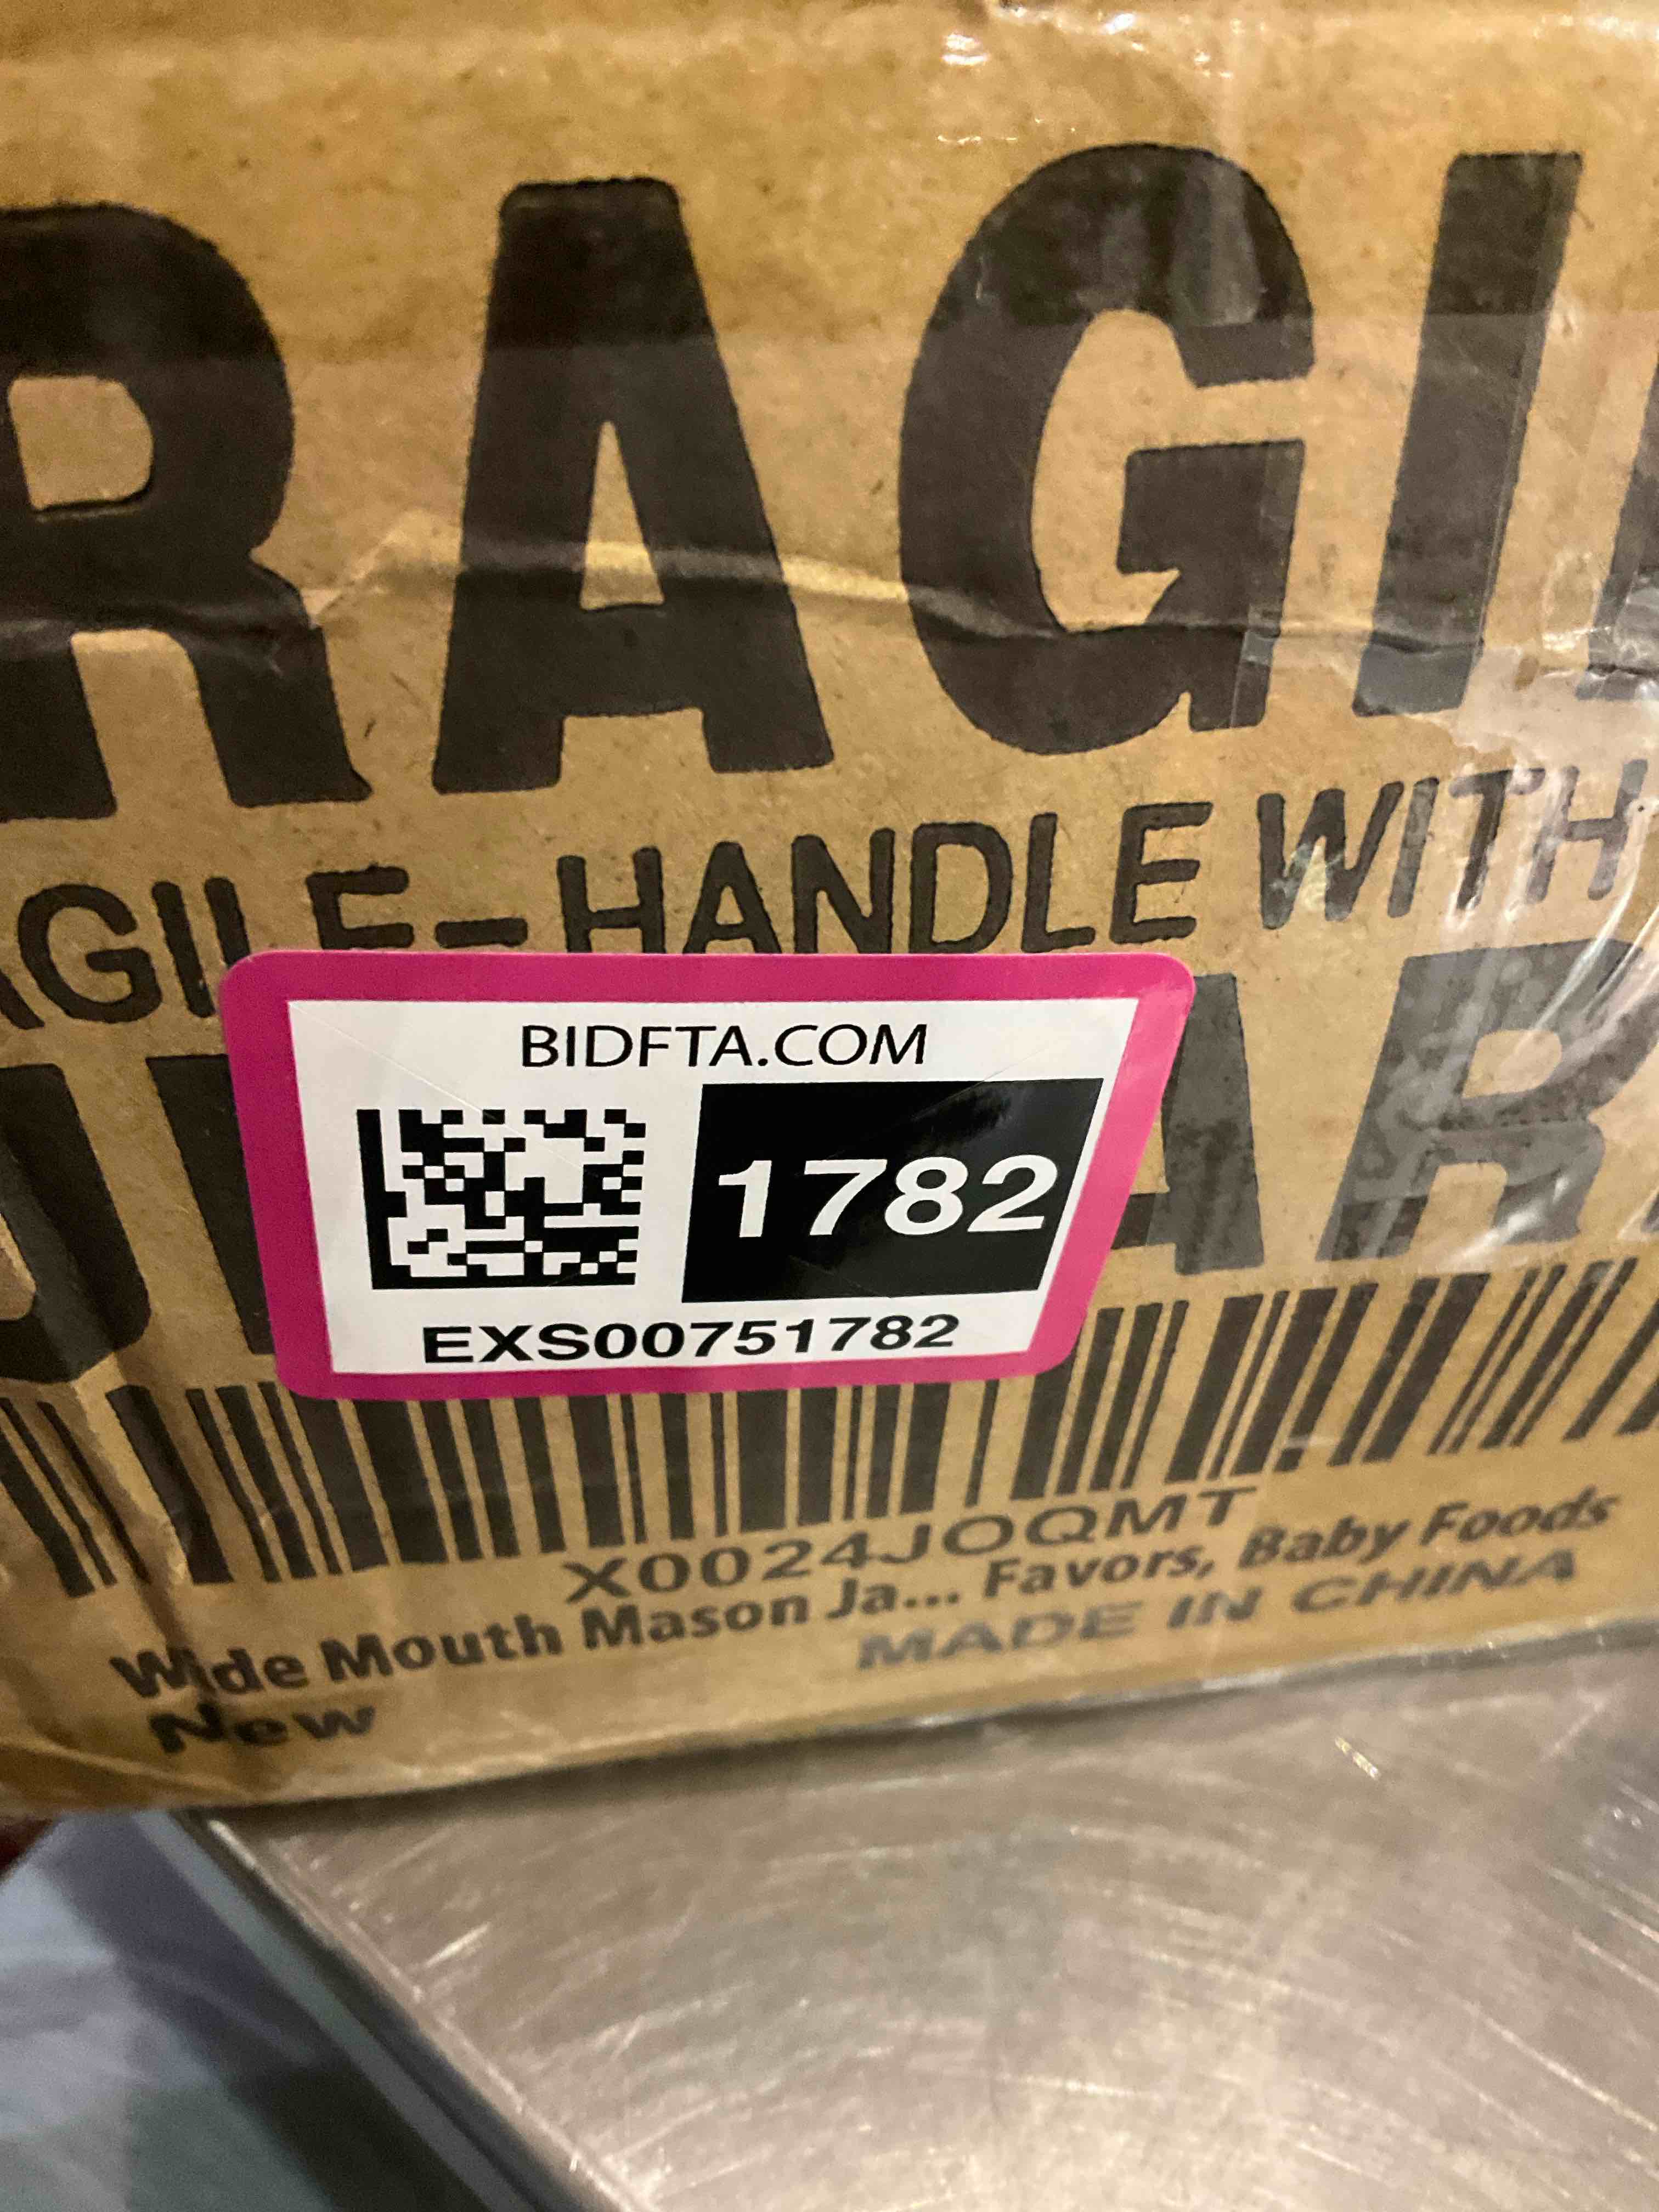 RAGI
AGILE-HANDLE WITH
AR
BIDFTA.COM
1782
EXS00751782
X0024JOQMT
Wide Mouth Mason Ja... Favors, Baby Foods
New
MADE IN CHINA